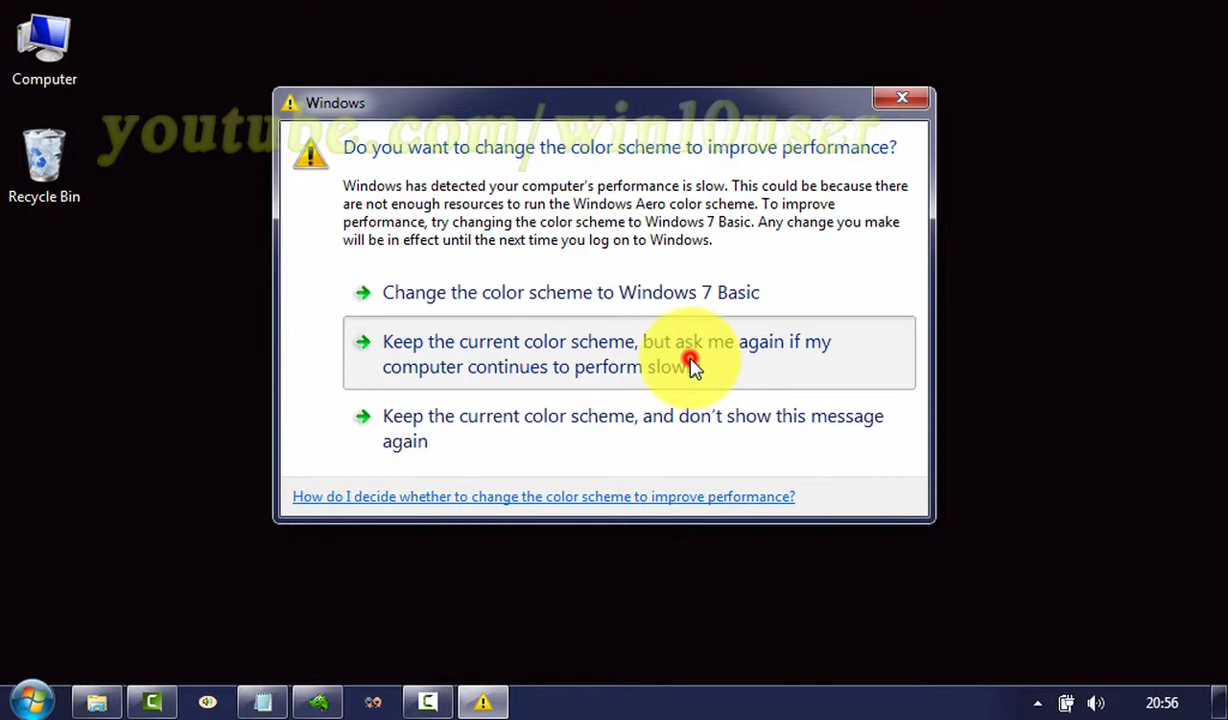 Computer
Recycle Bin
Windows
youtube.com/win10user
Do you want to change the color scheme to improve performance?
Windows has detected your computer's performance is slow. This could be because there
are not enough resources to run the Windows Aero color scheme. To improve
performance, try changing the color scheme to Windows 7 Basic. Any change you make
will be in effect until the next time you log on to Windows.
Change the color scheme to Windows 7 Basic
Keep the current color scheme, but ask me again if my
computer continues to perform slow
Keep the current color scheme, and don't show this message
again
How do I decide whether to change the color scheme to improve performance?
20:56